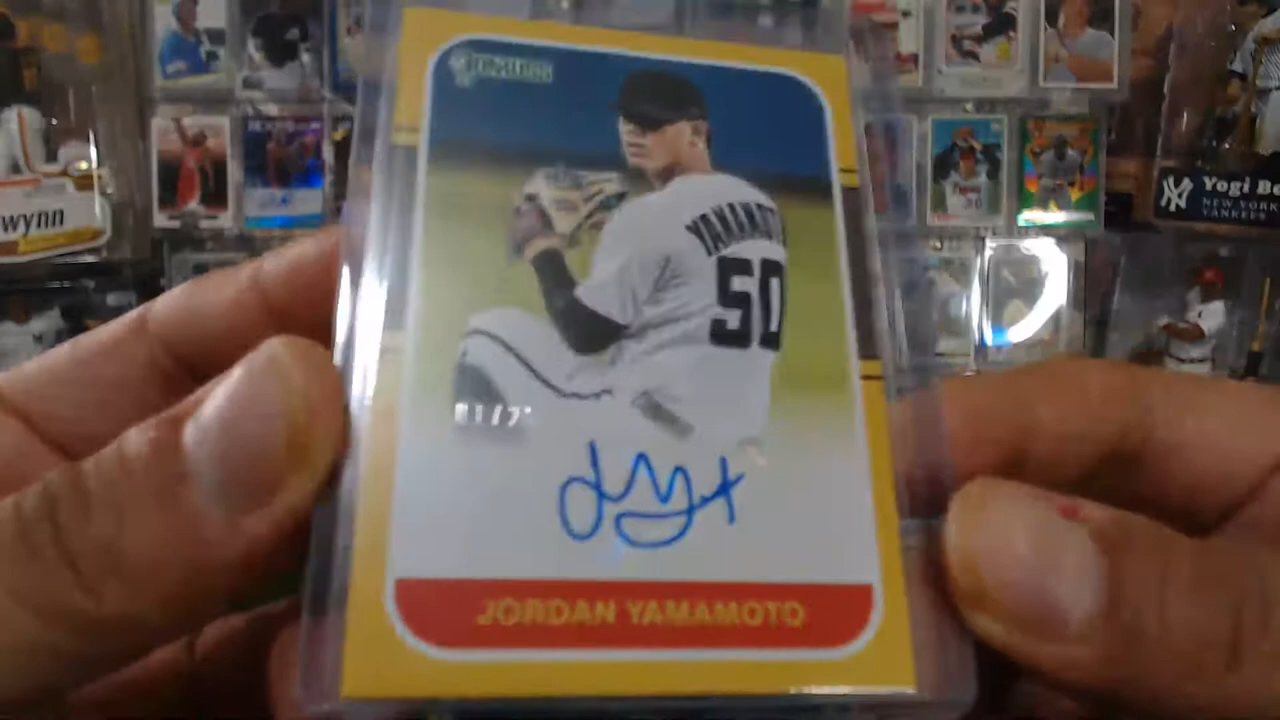 DONRUSS
YAMAMOTO
50
JORDAN YAMAMOTO
wynn
Yogi Be
NEW YORK
YANKEES